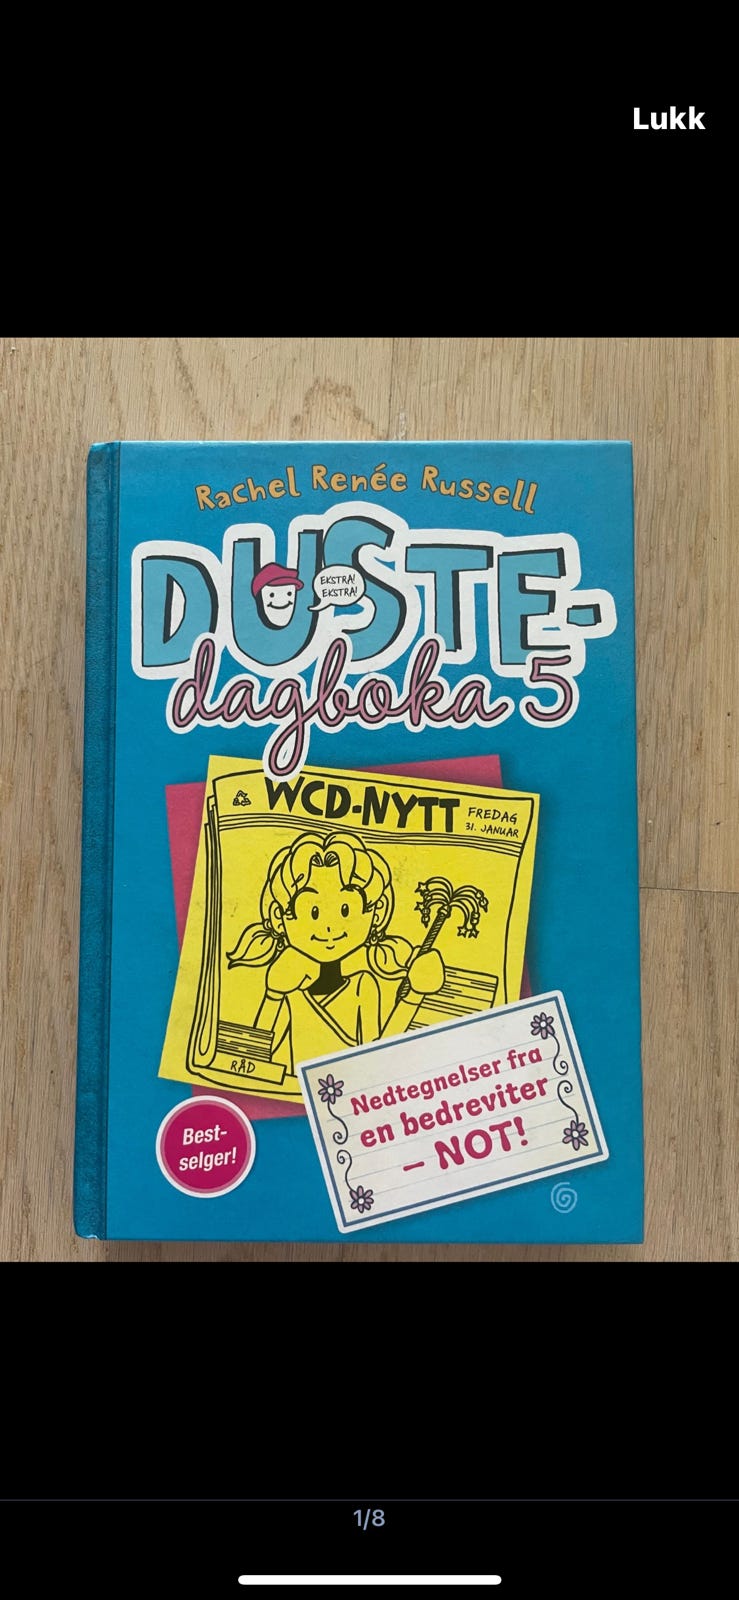 Lukk
Rachel Renée Russell
DUSTE-
EKSTRA!
EKSTRA!
dagboka 5
WCD-NYTT
FREDAG
31. JANUAR
RÅD
Nedtegnelser fra
en bedreviter
– NOT!
Best-
selger!
1/8